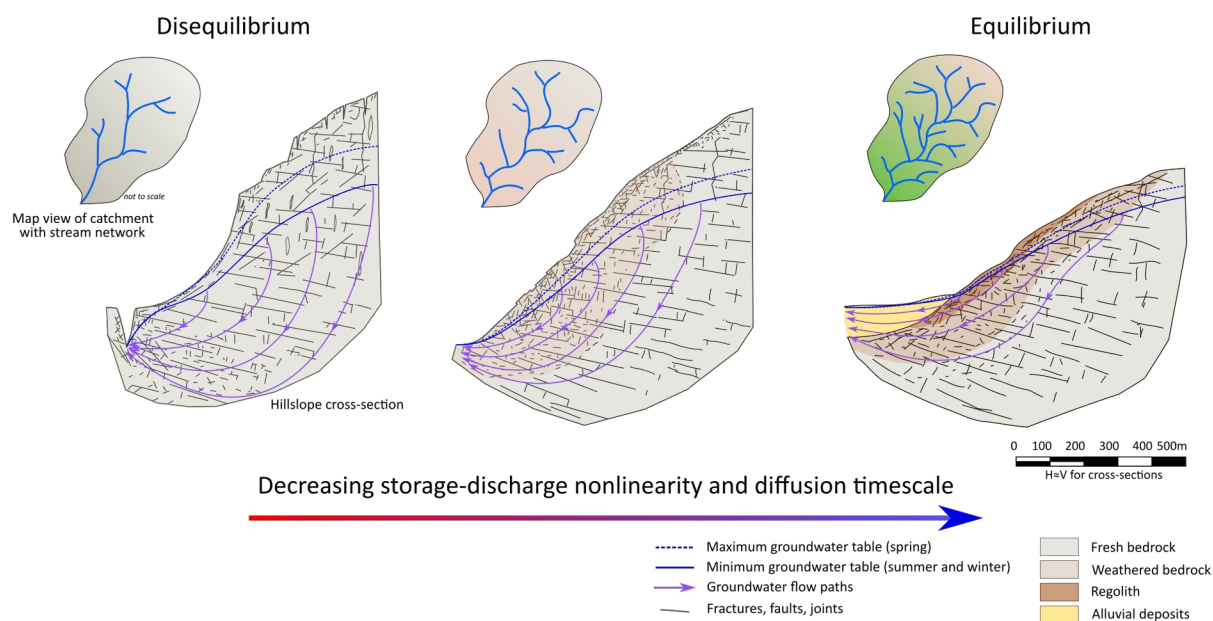 Disequilibrium
Equilibrium
not to scale
Map view of catchment
with stream network
Hillslope cross-section
0 100 200 300 400 500m
H≈V for cross-sections
Decreasing storage-discharge nonlinearity and diffusion timescale
Maximum groundwater table (spring)
Minimum groundwater table (summer and winter)
Groundwater flow paths
Fractures, faults, joints
Fresh bedrock
Weathered bedrock
Regolith
Alluvial deposits